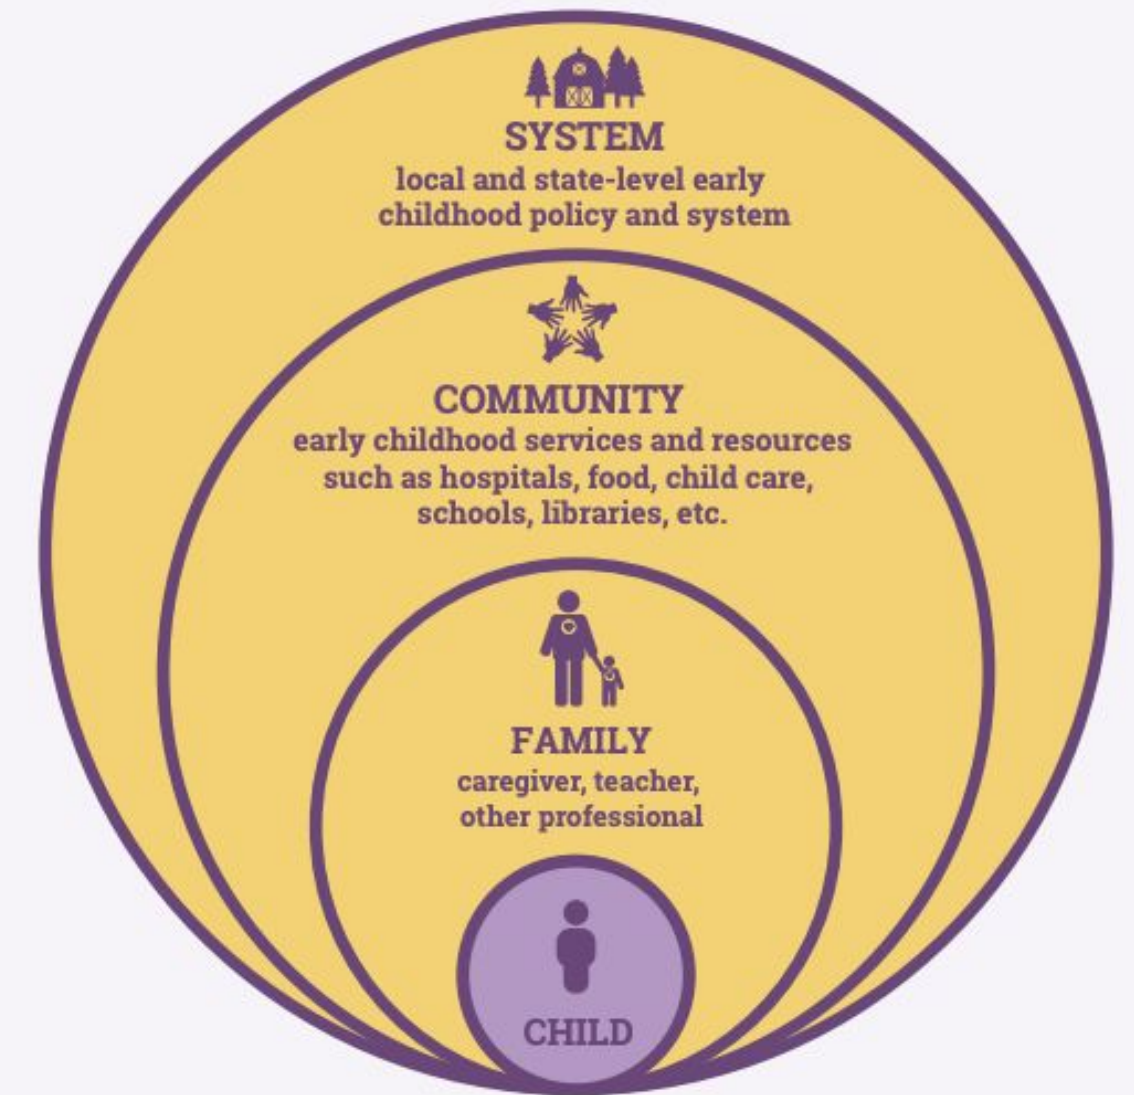 SYSTEM
local and state-level early
childhood policy and system
COMMUNITY
early childhood services and resources
such as hospitals, food, child care,
schools, libraries, etc.
FAMILY
caregiver, teacher,
other professional
CHILD